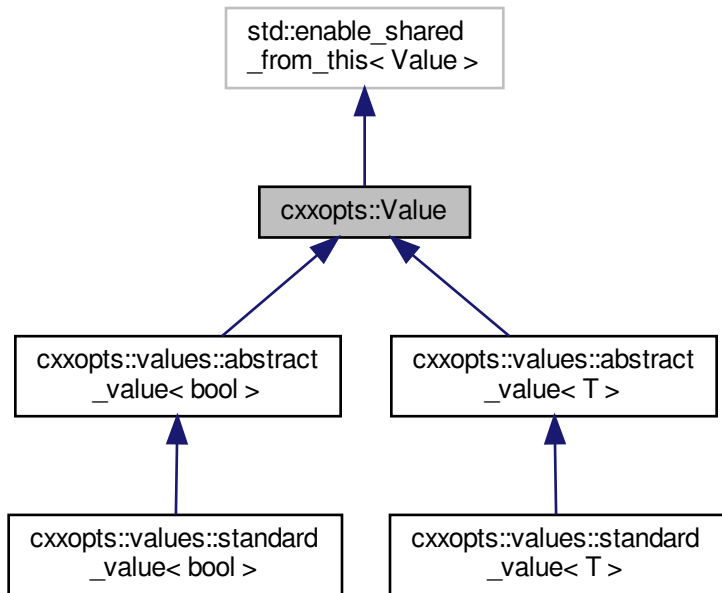 std::enable_shared
_from_this< Value >
cxxopts::Value
cxxopts::values::abstract
_value< bool >
cxxopts::values::abstract
_value< T >
cxxopts::values::standard
_value< bool >
cxxopts::values::standard
_value< T >